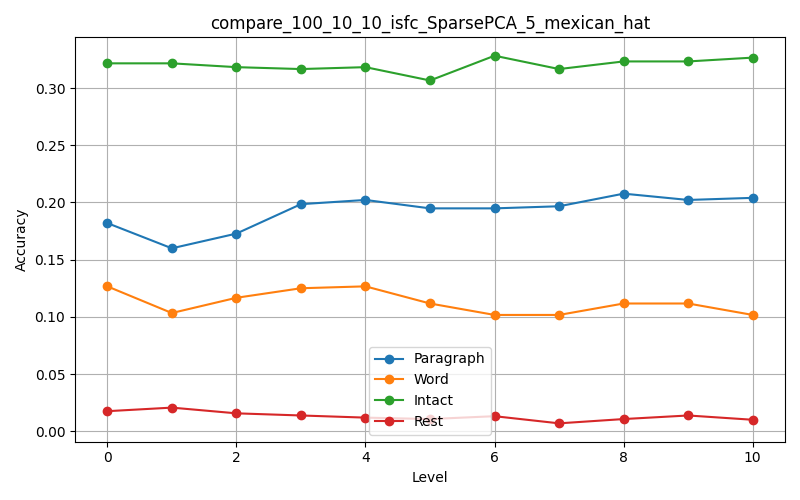 compare_100_10_10_isfc_SparsePCA_5_mexican_hat
0.30
0.25
0.20
0.15
0.10
0.05
0.00
Accuracy
Paragraph
Word
Intact
Rest
0 2 4 6 8 10
Level